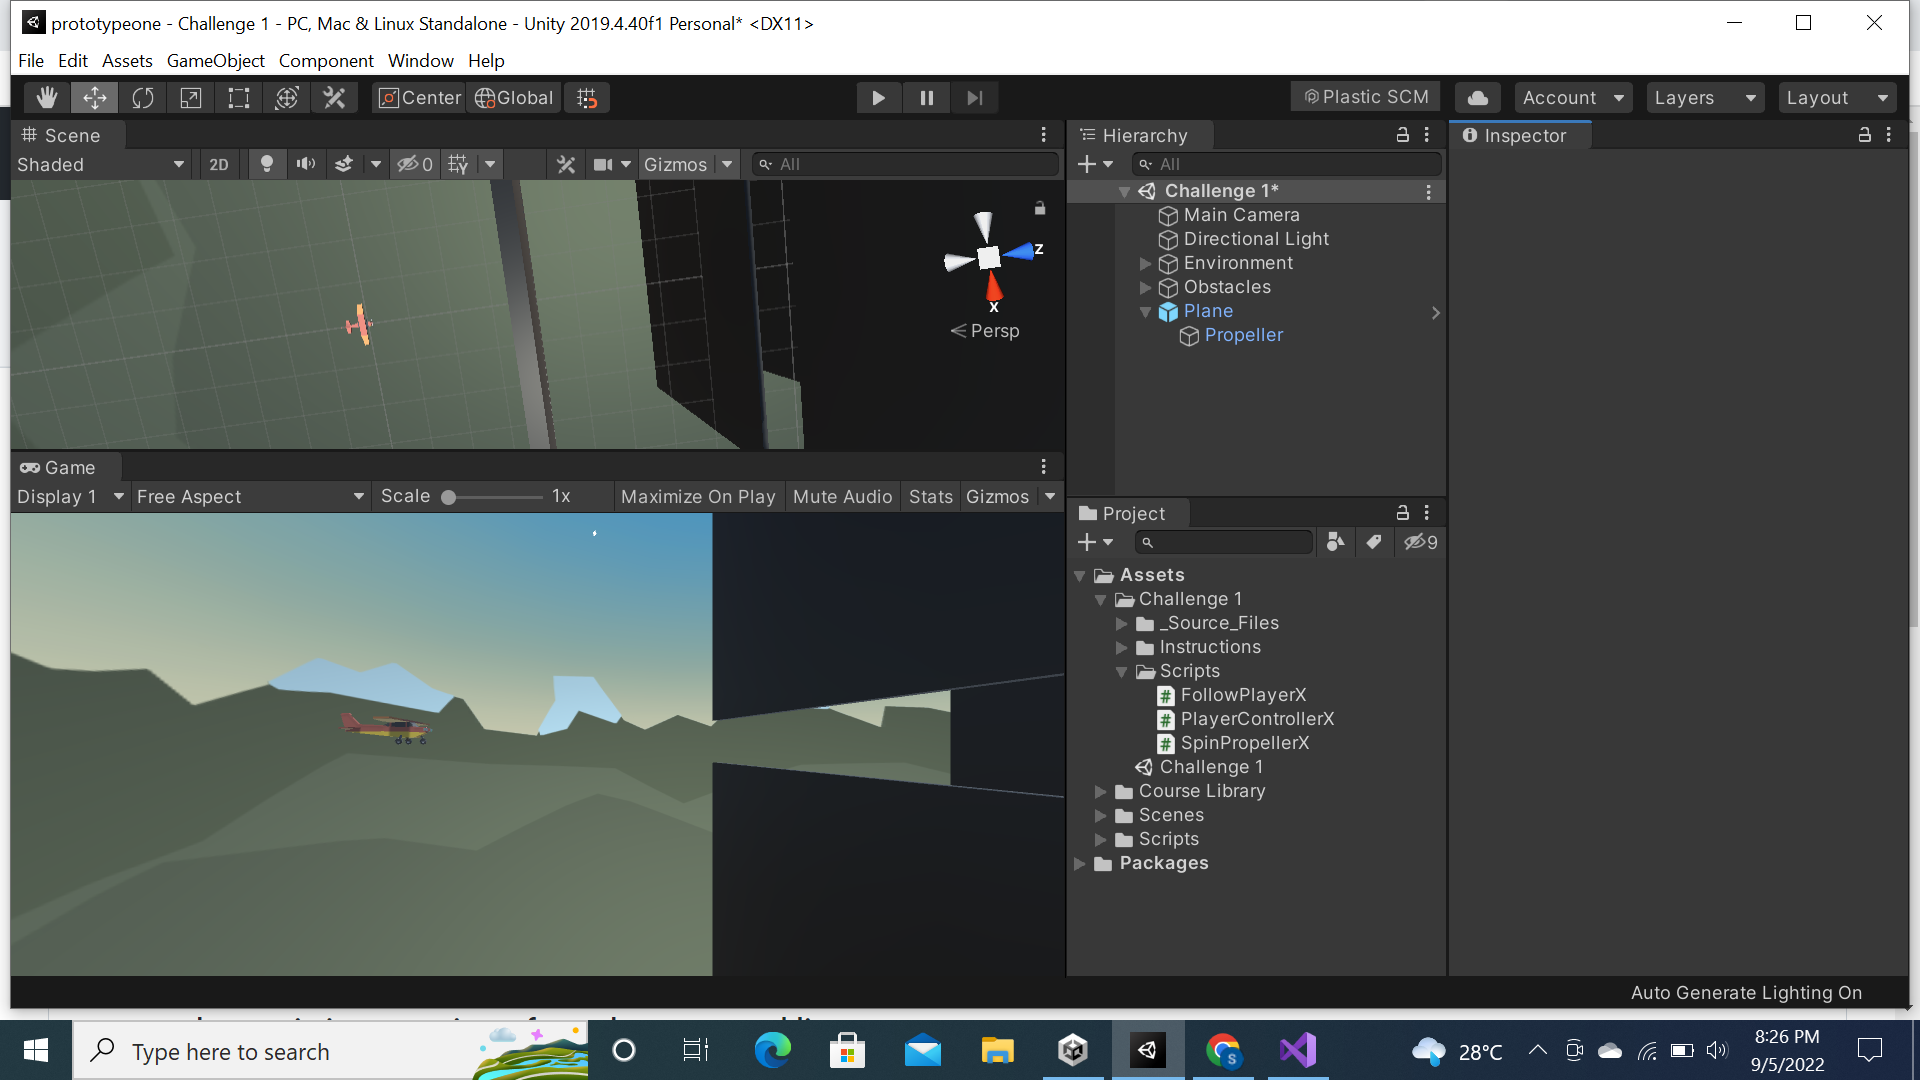 prototypeone - Challenge 1 - PC, Mac & Linux Standalone - Unity 2019.4.40f1 Personal* <DX11>
File Edit Assets GameObject Component Window Help
Center Global Plastic SCM Account Layers Layout
Scene
Shaded 2D 0 Gizmos All
Z
X
Persp
Game
Display 1 Free Aspect Scale 1x Maximize On Play Mute Audio Stats Gizmos
Hierarchy
All
Challenge 1*
Main Camera
Directional Light
Environment
Obstacles
Plane
Propeller
Project
9
Assets
Challenge 1
_Source_Files
Instructions
Scripts
FollowPlayerX
PlayerControllerX
SpinPropellerX
Challenge 1
Course Library
Scenes
Scripts
Packages
Inspector
Auto Generate Lighting On
Type here to search
S
28°C
8:26 PM
9/5/2022